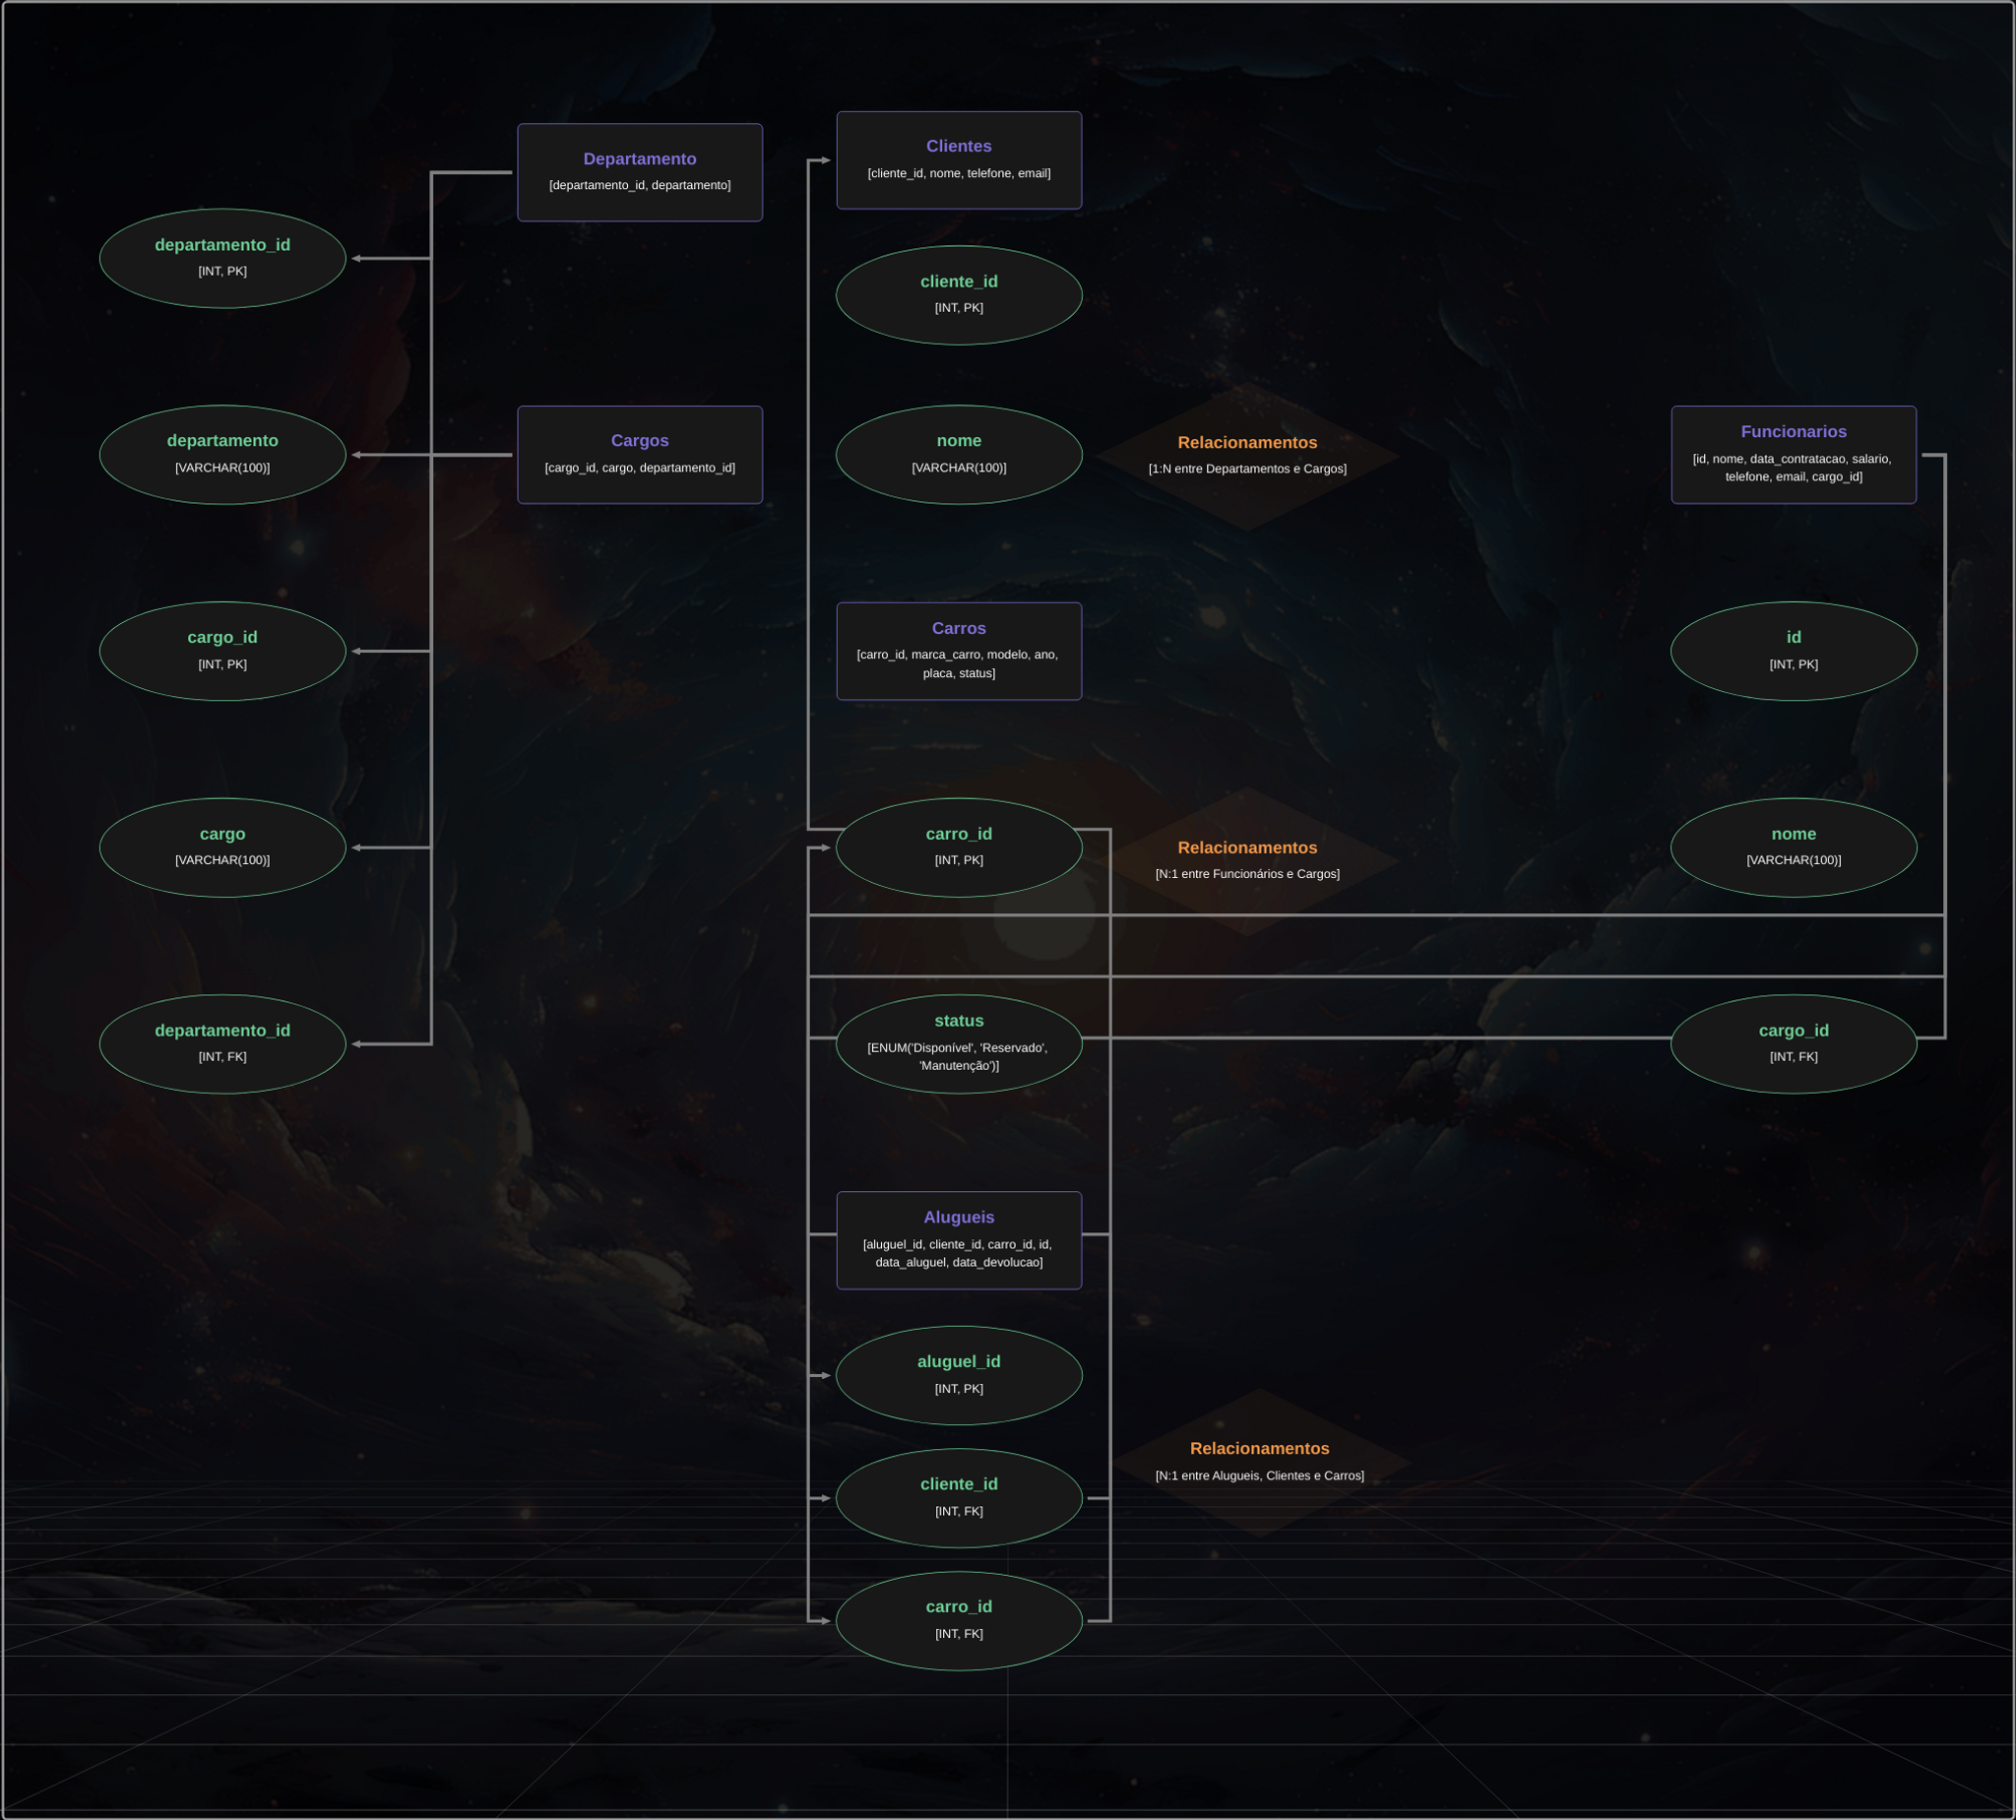 Departamento
[departamento_id, departamento]
departamento_id
[INT, PK]
departamento
[VARCHAR(100)]
Cargos
[cargo_id, cargo, departamento_id]
cargo_id
[INT, PK]
cargo
[VARCHAR(100)]
departamento_id
[INT, FK]
Clientes
[cliente_id, nome, telefone, email]
cliente_id
[INT, PK]
nome
[VARCHAR(100)]
Relacionamentos
[1:N entre Departamentos e Cargos]
Carros
[carro_id, marca_carro, modelo, ano,
placa, status]
carro_id
[INT, PK]
Relacionamentos
[N:1 entre Funcionários e Cargos]
status
[ENUM('Disponível', 'Reservado',
'Manutenção')]
Alugueis
[aluguel_id, cliente_id, carro_id, id,
data_aluguel, data_devolucao]
aluguel_id
[INT, PK]
cliente_id
[INT, FK]
Relacionamentos
[N:1 entre Alugueis, Clientes e Carros]
carro_id
[INT, FK]
Funcionarios
[id, nome, data_contratacao, salario,
telefone, email, cargo_id]
id
[INT, PK]
nome
[VARCHAR(100)]
cargo_id
[INT, FK]